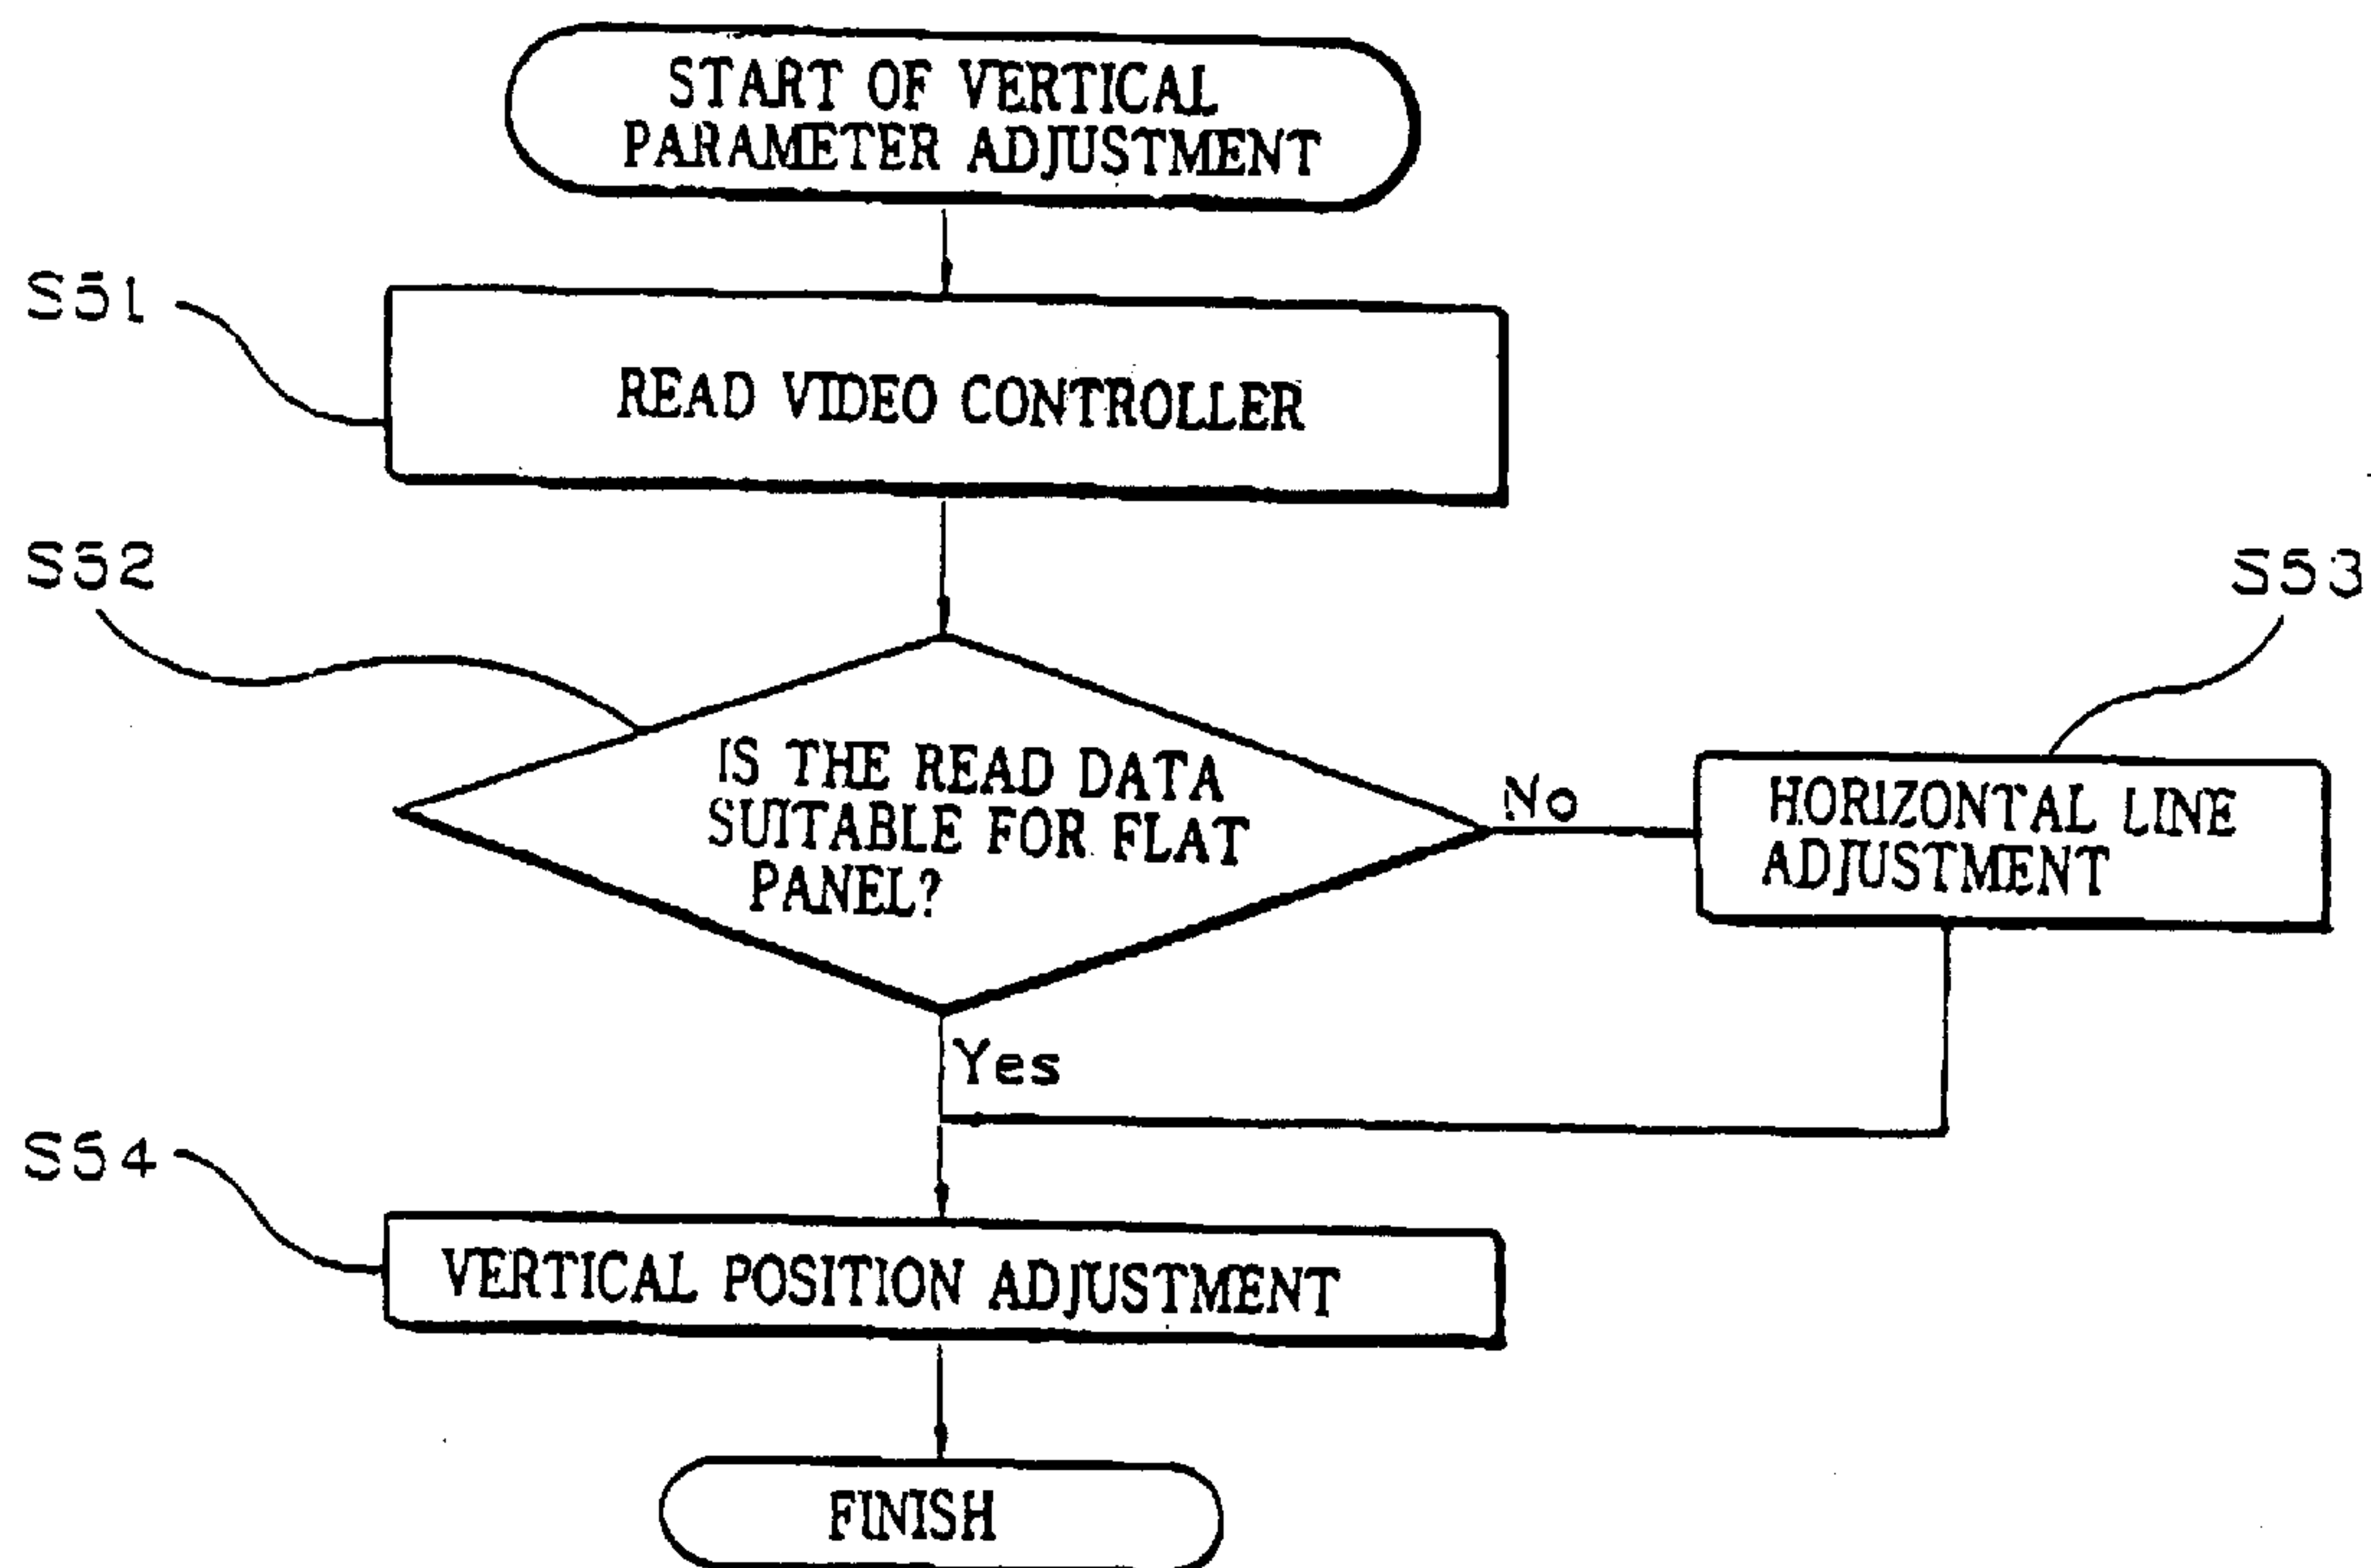 START OF VERTICAL
PARAMETER ADJUSTMENT
S51
READ VIDEO CONTROLLER
S52
S53
IS THE READ DATA
SUITABLE FOR FLAT
PANEL?
No
HORIZONTAL LINE
ADJUSTMENT
Yes
S54
VERTICAL POSITION ADJUSTMENT
FINISH